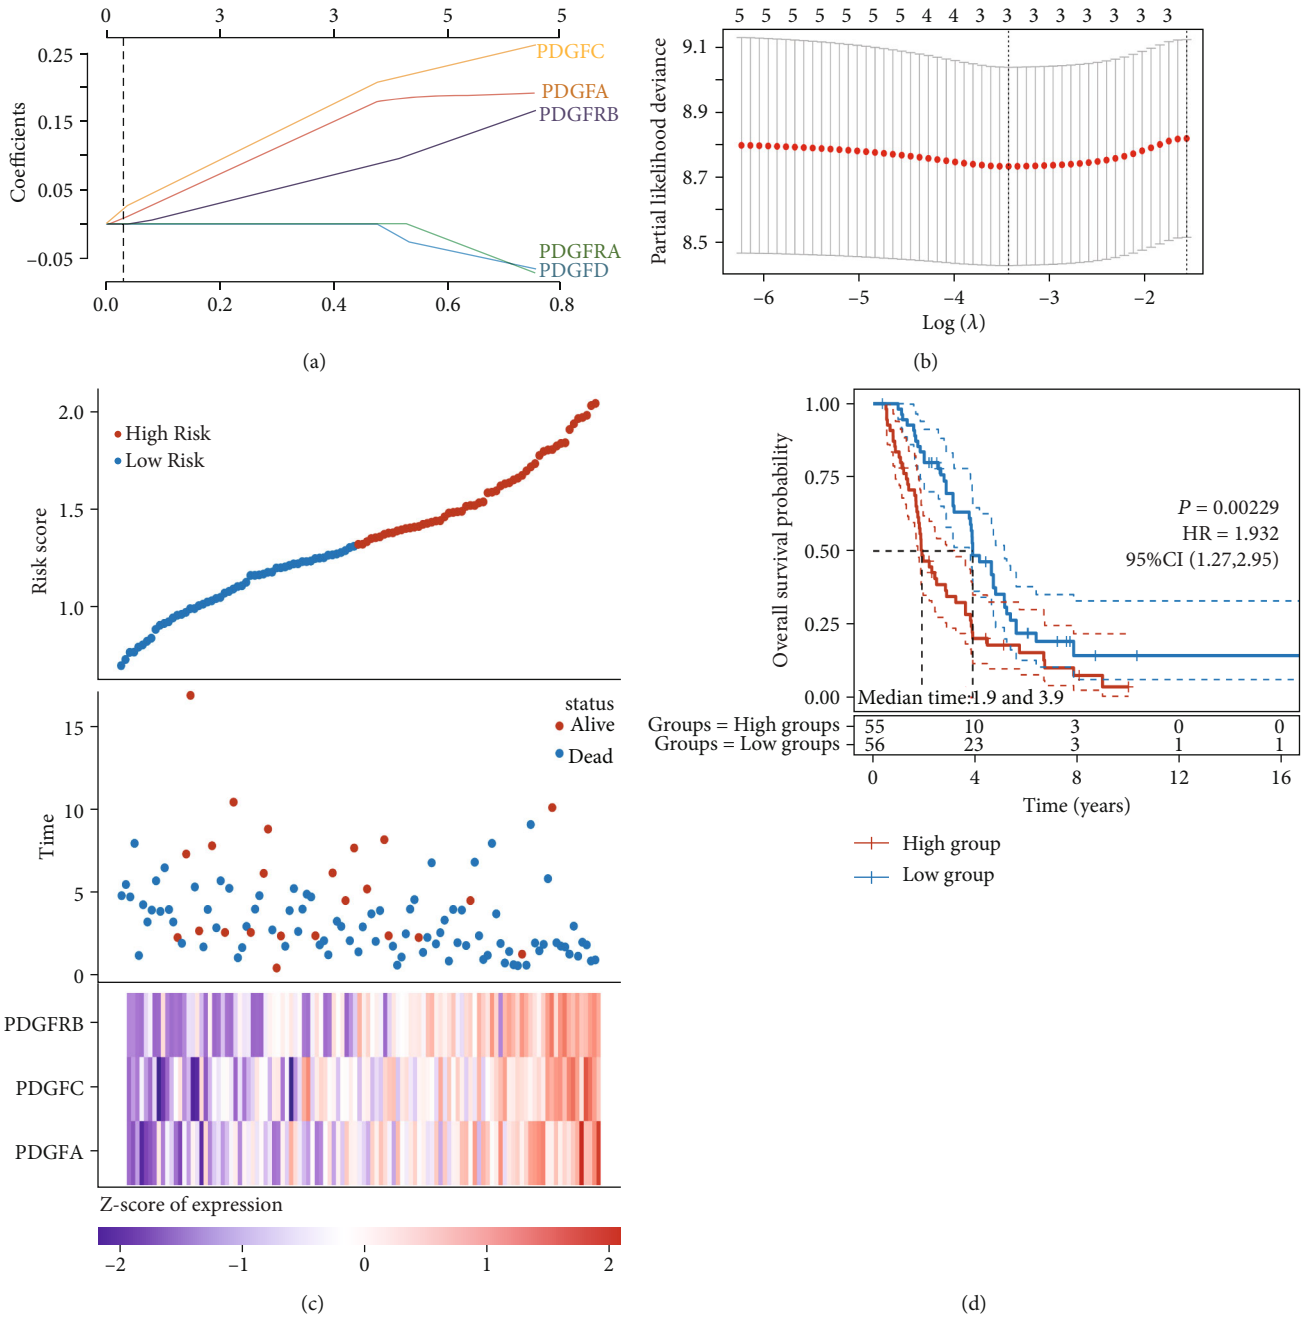 0 3 3 5 5
0.25
0.15
0.05
−0.05
Coefficients
PDGFC
PDGFA
PDGFRB
PDGFRA
PDGFD
0.0 0.2 0.4 0.6 0.8
(a)
5 5 5 5 5 5 5 4 4 3 3 3 3 3 3 3 3
9.1
8.9
8.7
8.5
Partial likelihood deviance
−6 −5 −4 −3 −2
Log (λ)
(b)
2.0
1.5
1.0
Risk score
High Risk
Low Risk
15
10
5
0
Time
status
Alive
Dead
PDGFRB
PDGFC
PDGFA
Z-score of expression
−2 −1 0 1 2
(c)
1.00
0.75
0.50
0.25
0.00
Overall survival probability
P = 0.00229
HR = 1.932
95%CI (1.27,2.95)
Median time:1.9 and 3.9
Groups = High groups 55 10 3 0 0
Groups = Low groups 56 23 3 1 1
0 4 8 12 16
Time (years)
High group
Low group
(d)